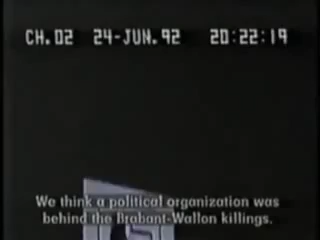 CH.02 24-JUN.92 20:22:19
We think a political organization was
behind the Brabant-Wallon killings.